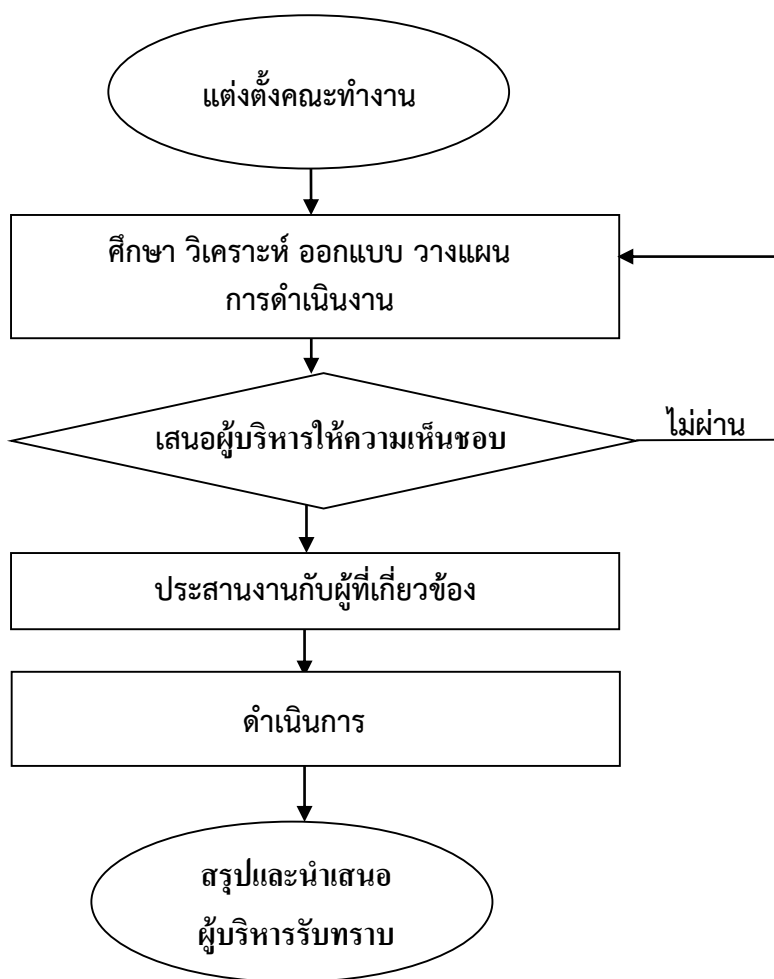 แต่งตั้งคณะทำงาน
ศึกษา วิเคราะห์ ออกแบบ วางแผน
การดำเนินงาน
เสนอผู้บริหารให้ความเห็นชอบ
ไม่ผ่าน
ประสานงานกับผู้ที่เกี่ยวข้อง
ดำเนินการ
สรุปและนำเสนอ
ผู้บริหารรับทราบ